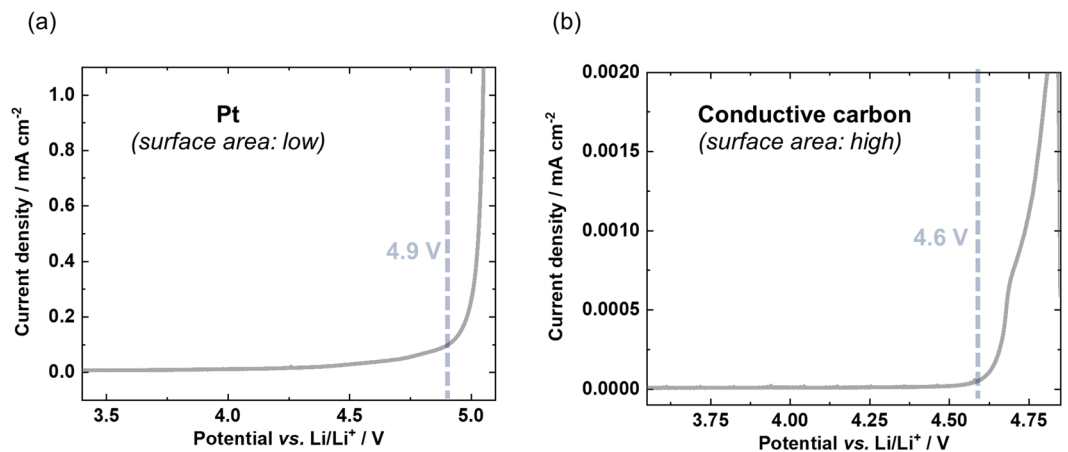 (a)
Pt
(surface area: low)
4.9 V
Current density / mA cm⁻²
1.0
0.8
0.6
0.4
0.2
0.0
3.5 4.0 4.5 5.0
Potential vs. Li/Li⁺ / V
(b)
Conductive carbon
(surface area: high)
4.6 V
Current density / mA cm⁻²
0.0020
0.0015
0.0010
0.0005
0.0000
3.75 4.00 4.25 4.50 4.75
Potential vs. Li/Li⁺ / V